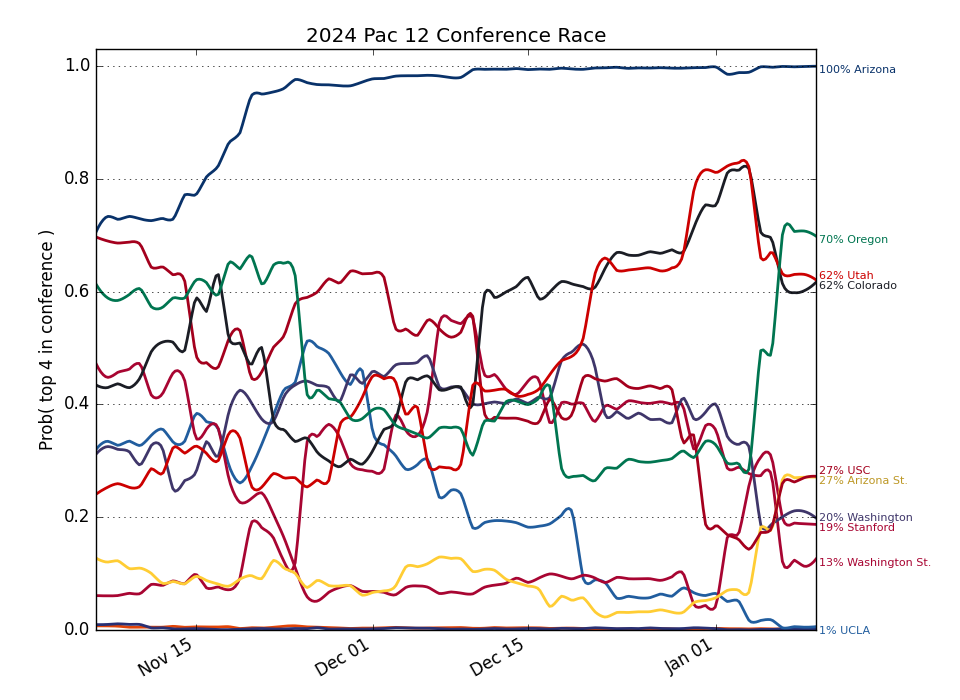 2024 Pac 12 Conference Race
Prob( top 4 in conference )
1.0
0.8
0.6
0.4
0.2
0.0
Nov 15
Dec 01
Dec 15
Jan 01
100% Arizona
70% Oregon
62% Utah
62% Colorado
27% USC
27% Arizona St.
20% Washington
19% Stanford
13% Washington St.
1% UCLA